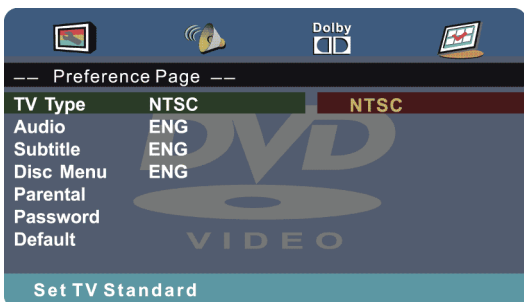 Dolby
-- Preference Page --
TV Type NTSC NTSC
Audio ENG
Subtitle ENG
Disc Menu ENG
Parental
Password
Default
DVD
VIDEO
Set TV Standard